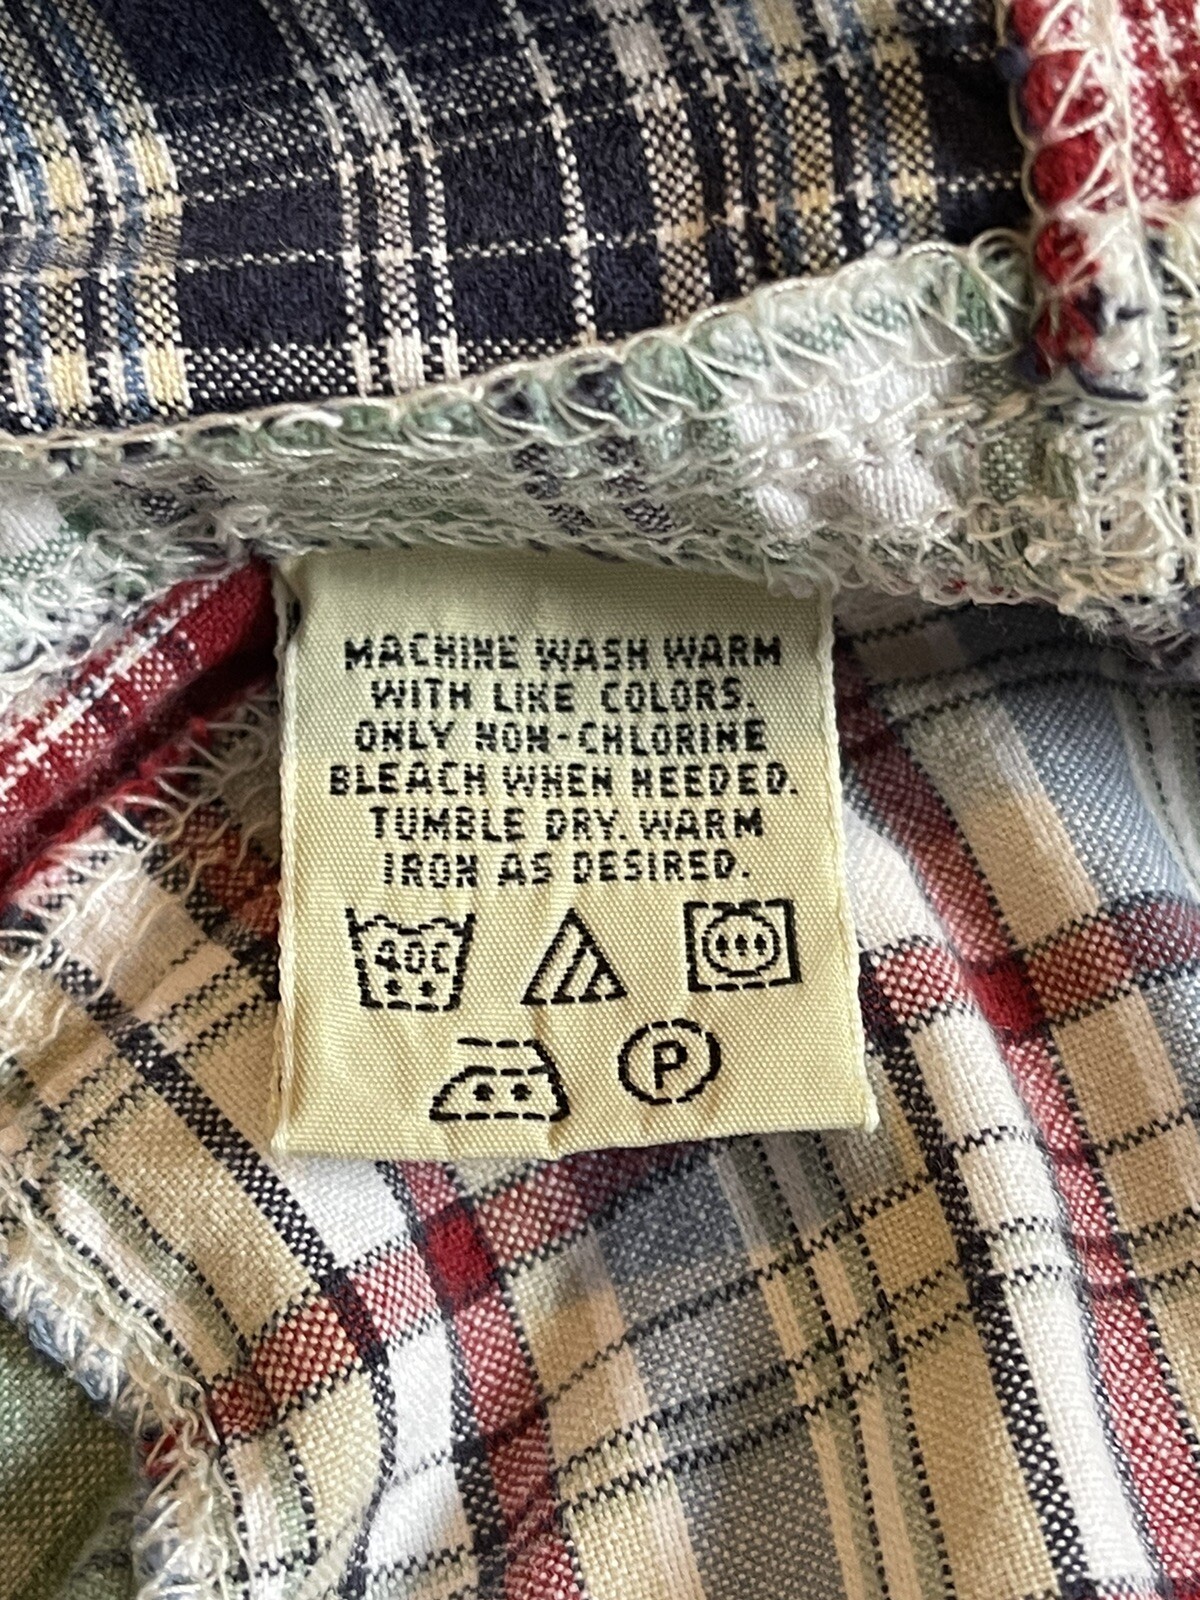 MACHINE WASH WARM
WITH LIKE COLORS.
ONLY NON-CHLORINE
BLEACH WHEN NEEDED.
TUMBLE DRY. WARM
IRON AS DESIRED.
40C
P